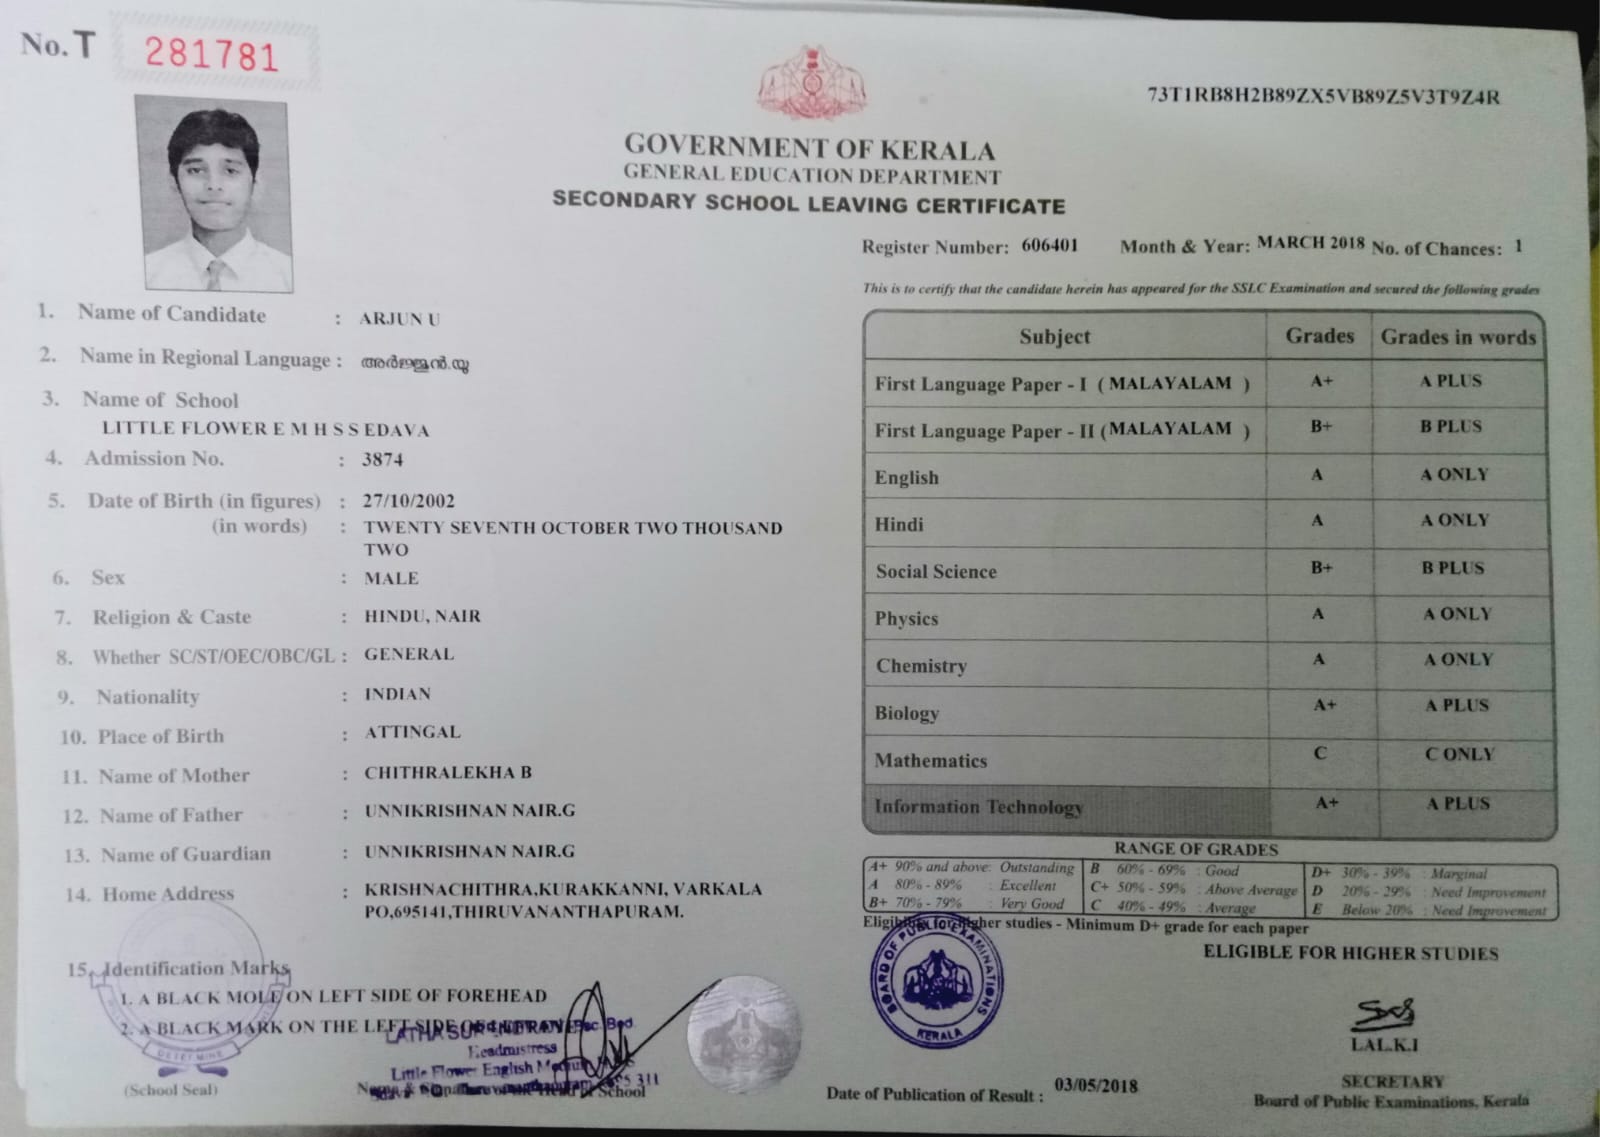 No. T 281781
73T1RB8H2B89ZX5VB89Z5V3T9Z4R
GOVERNMENT OF KERALA
GENERAL EDUCATION DEPARTMENT
SECONDARY SCHOOL LEAVING CERTIFICATE
Register Number: 606401 Month & Year: MARCH 2018 No. of Chances: 1
This is to certify that the candidate herein has appeared for the SSLC Examination and secured the following grades
1. Name of Candidate : ARJUN U
2. Name in Regional Language : അർജ്ജുൻ.യു
3. Name of School
LITTLE FLOWER E M H S S EDAVA
4. Admission No. : 3874
5. Date of Birth (in figures) : 27/10/2002
(in words) : TWENTY SEVENTH OCTOBER TWO THOUSAND
TWO
6. Sex : MALE
7. Religion & Caste : HINDU, NAIR
8. Whether SC/ST/OEC/OBC/GL : GENERAL
9. Nationality : INDIAN
10. Place of Birth : ATTINGAL
11. Name of Mother : CHITHRALEKHA B
12. Name of Father : UNNIKRISHNAN NAIR.G
13. Name of Guardian : UNNIKRISHNAN NAIR.G
14. Home Address : KRISHNACHITHRA,KURAKKANNI, VARKALA
PO,695141,THIRUVANANTHAPURAM.
15. Identification Marks
1. A BLACK MOLE ON LEFT SIDE OF FOREHEAD
2. A BLACK MARK ON THE LEFT SIDE OF
LATHA Bsc. Bed
Headmistress
Little Flower English Medium
Name & Signature of the Head of School
(School Seal)
Subject Grades Grades in words
First Language Paper - I ( MALAYALAM ) A+ A PLUS
First Language Paper - II ( MALAYALAM ) B+ B PLUS
English A A ONLY
Hindi A A ONLY
Social Science B+ B PLUS
Physics A A ONLY
Chemistry A A ONLY
Biology A+ A PLUS
Mathematics C C ONLY
Information Technology A+ A PLUS
RANGE OF GRADES
A+ 90% and above: Outstanding B 60% - 69% : Good D+ 30% - 39% : Marginal
A 80% - 89% : Excellent C+ 50% - 59% : Above Average D 20% - 29% : Need Improvement
B+ 70% - 79% : Very Good C 40% - 49% : Average E Below 20% : Need Improvement
Eligibility for higher studies - Minimum D+ grade for each paper
ELIGIBLE FOR HIGHER STUDIES
BOARD OF PUBLIC EXAMINATIONS
KERALA
LAL.K.I
SECRETARY
Board of Public Examinations, Kerala
Date of Publication of Result : 03/05/2018